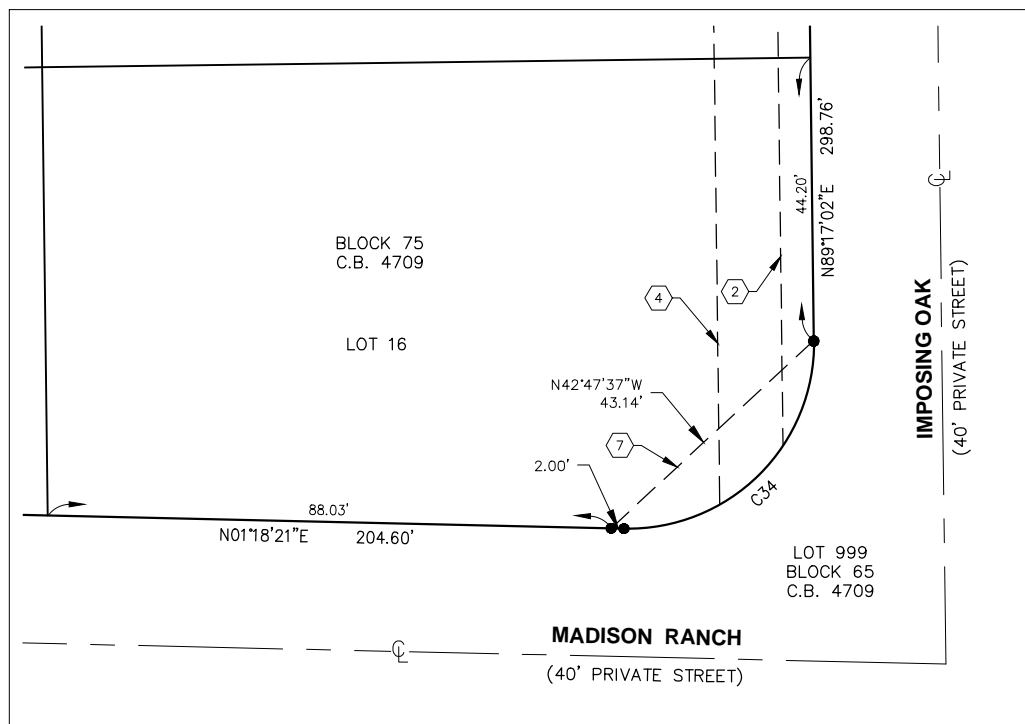 298.76'
44.20'
N89°17'02"E
BLOCK 75
C.B. 4709
4
2
LOT 16
IMPOSING OAK
(40' PRIVATE STREET)
N42°47'37"W
43.14'
7
2.00'
C34
88.03'
N01°18'21"E 204.60'
LOT 999
BLOCK 65
C.B. 4709
MADISON RANCH
(40' PRIVATE STREET)
CL
CL